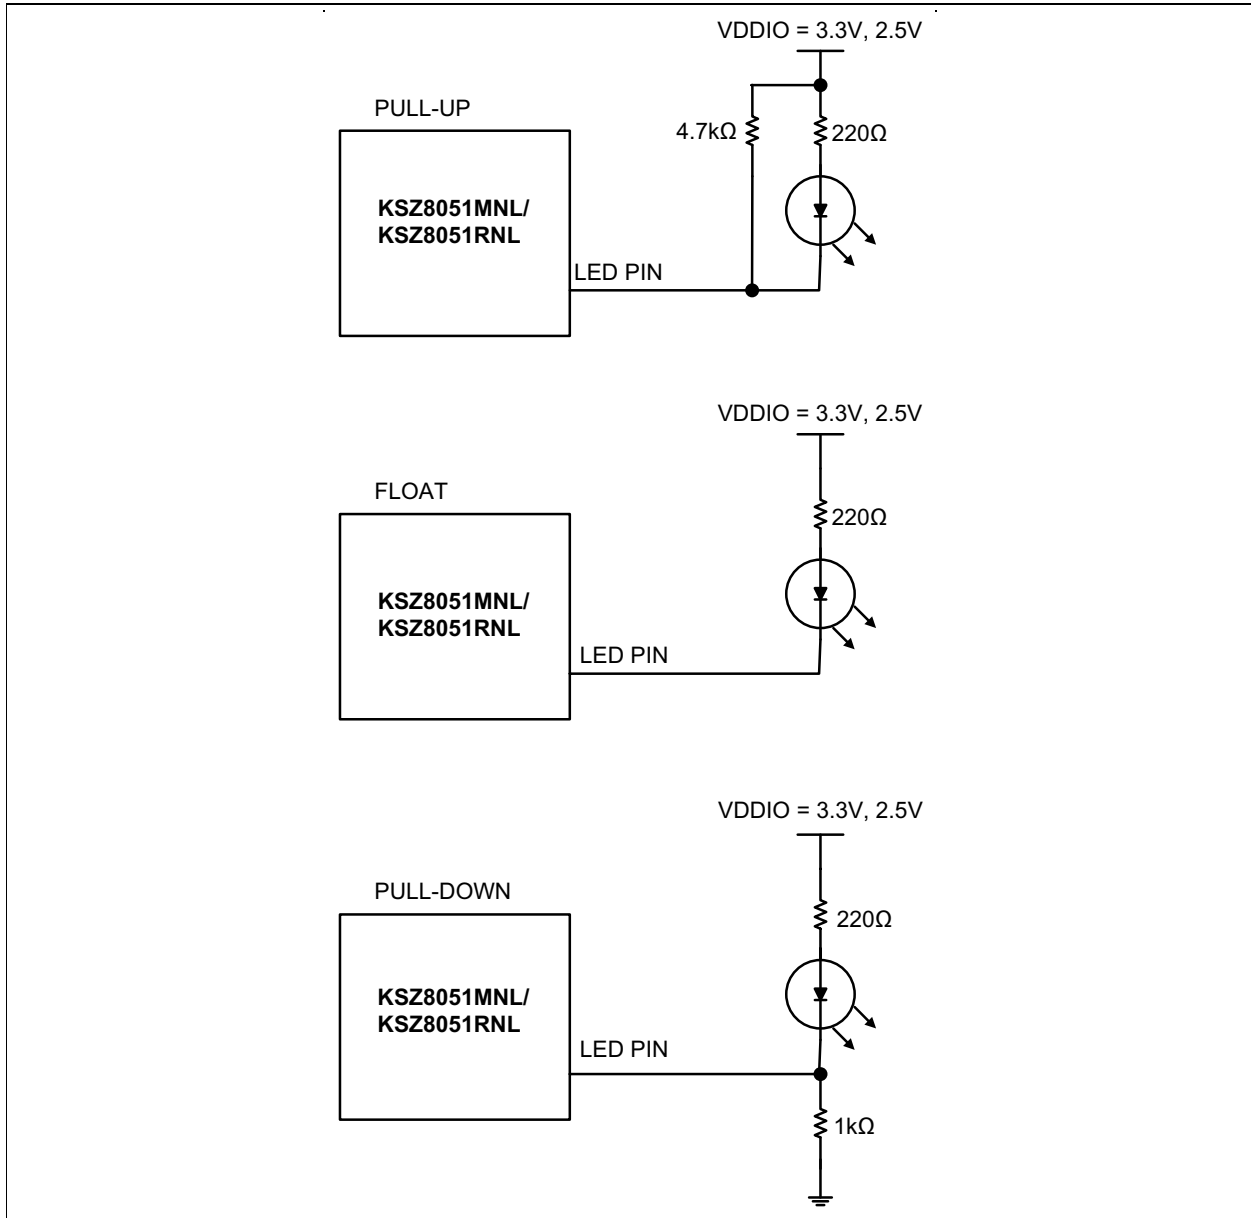 VDDIO = 3.3V, 2.5V
PULL-UP
4.7kΩ
220Ω
KSZ8051MNL/
KSZ8051RNL
LED PIN
VDDIO = 3.3V, 2.5V
FLOAT
220Ω
KSZ8051MNL/
KSZ8051RNL
LED PIN
VDDIO = 3.3V, 2.5V
PULL-DOWN
220Ω
KSZ8051MNL/
KSZ8051RNL
LED PIN
1kΩ